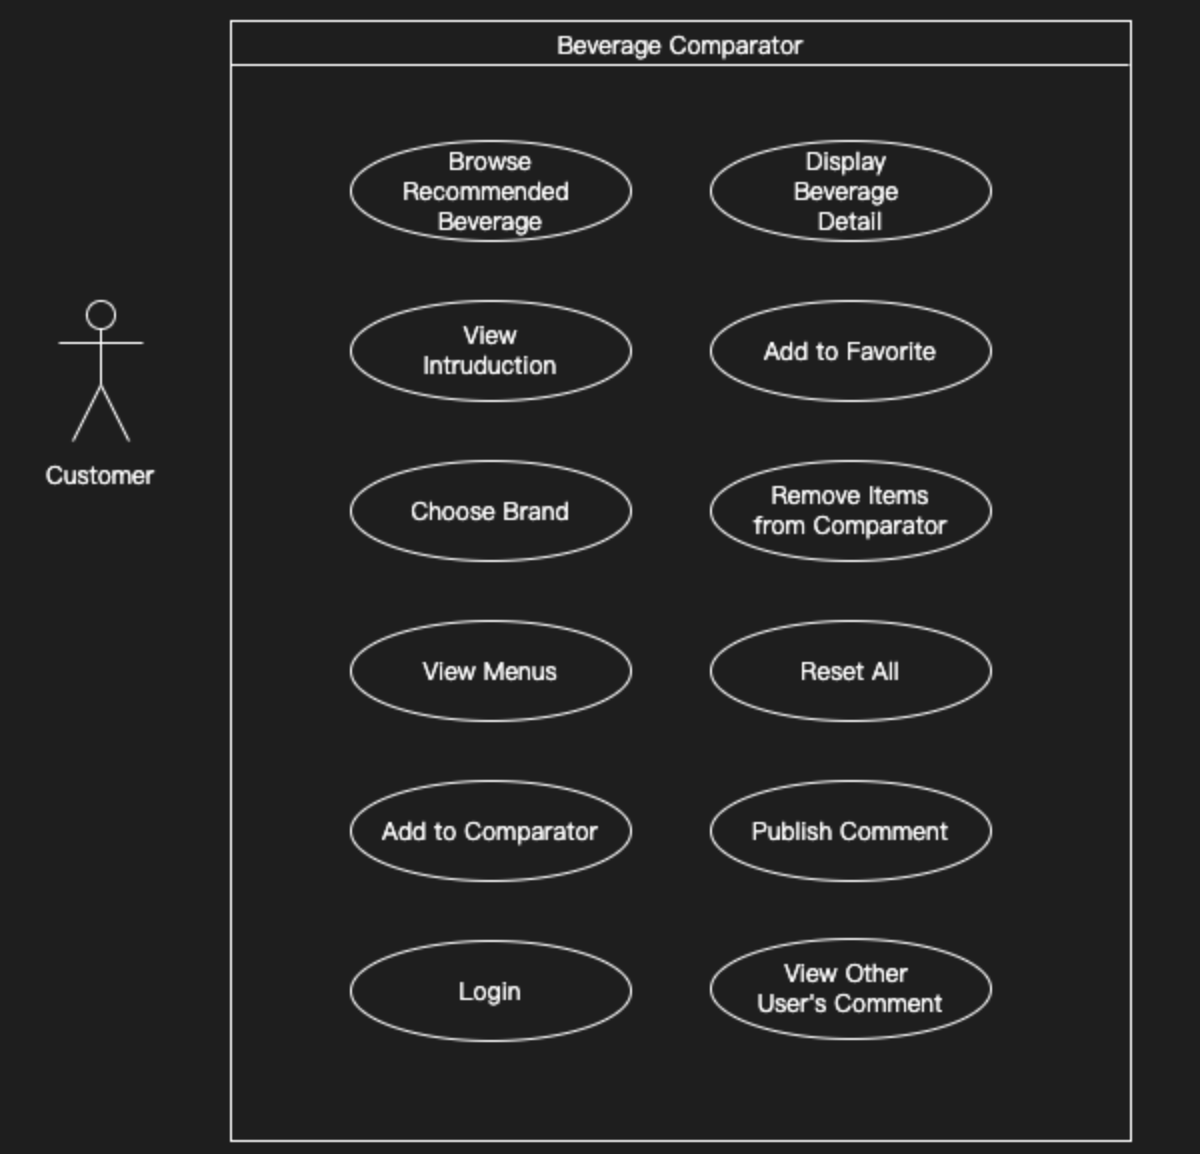 Beverage Comparator
Browse
Recommended
Beverage
Display
Beverage
Detail
View
Intruduction
Add to Favorite
Customer
Choose Brand
Remove Items
from Comparator
View Menus
Reset All
Add to Comparator
Publish Comment
Login
View Other
User's Comment